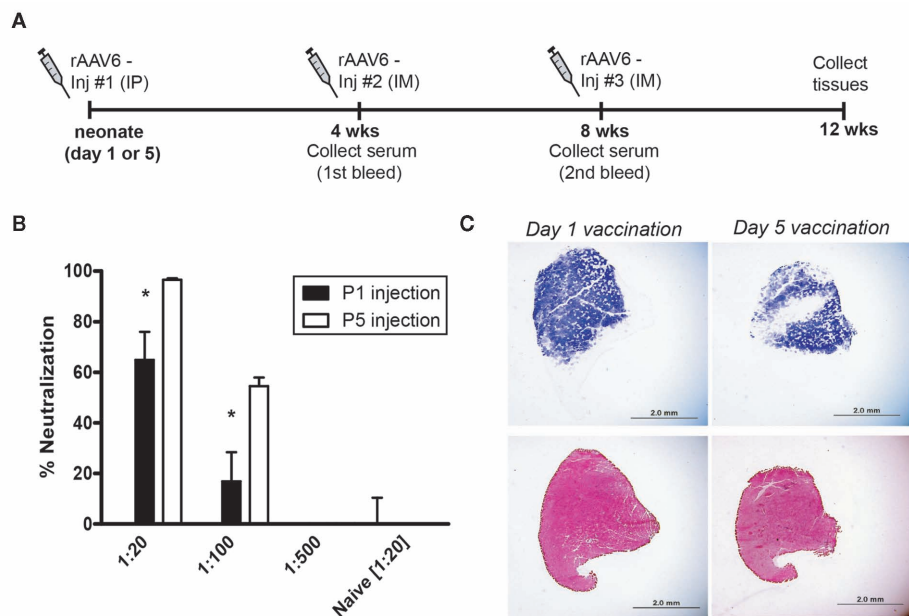 A
rAAV6 -
Inj #1 (IP)
rAAV6 -
Inj #2 (IM)
rAAV6 -
Inj #3 (IM)
Collect
tissues
neonate
(day 1 or 5)
4 wks
Collect serum
(1st bleed)
8 wks
Collect serum
(2nd bleed)
12 wks
B
% Neutralization
100
80
60
40
20
0
*
*
P1 injection
P5 injection
1:20
1:100
1:500
Naive [1:20]
C
Day 1 vaccination
Day 5 vaccination
2.0 mm
2.0 mm
2.0 mm
2.0 mm